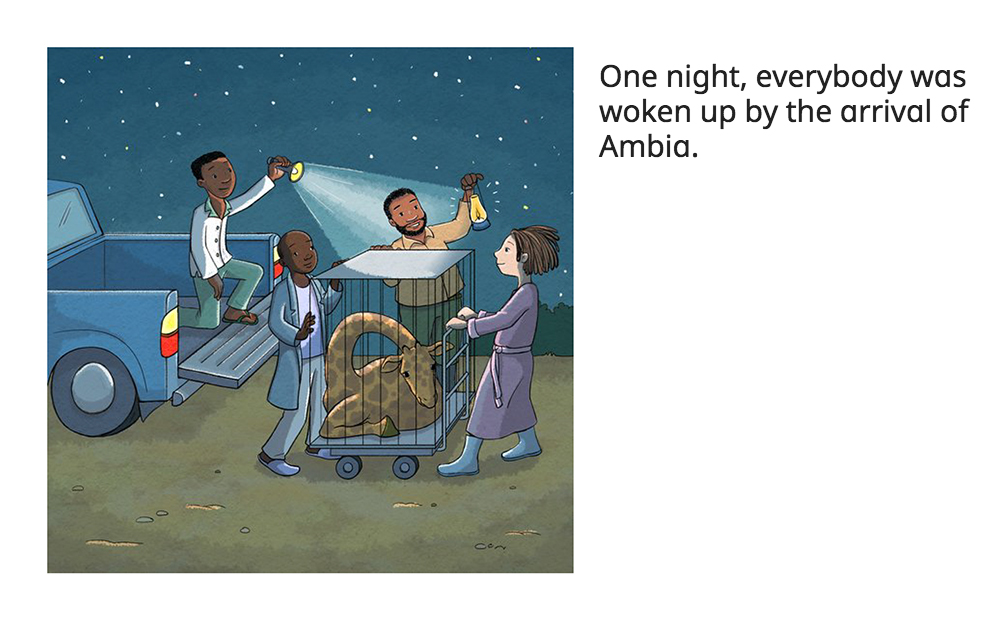 One night, everybody was
woken up by the arrival of
Ambia.